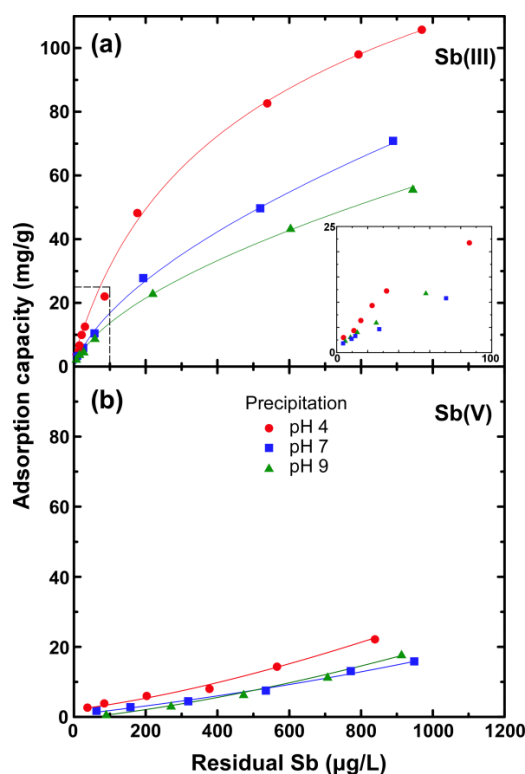 (a)
Sb(III)
100
80
60
40
20
0
25
0
0
100
Adsorption capacity (mg/g)
(b)
Sb(V)
Precipitation
pH 4
pH 7
pH 9
80
60
40
20
0
0 200 400 600 800 1000 1200
Residual Sb (µg/L)